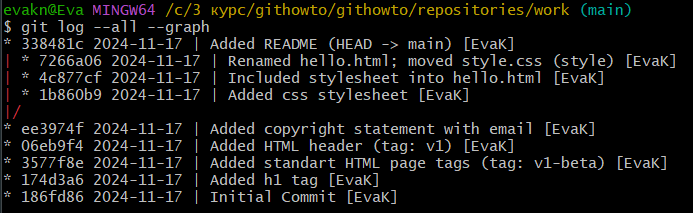 evakn@Eva MINGW64 /c/3 курс/githowto/githowto/repositories/work (main)
$ git log --all --graph
* 338481c 2024-11-17 | Added README (HEAD -> main) [EvaK]
| * 7266a06 2024-11-17 | Renamed hello.html; moved style.css (style) [EvaK]
| * 4c877cf 2024-11-17 | Included stylesheet into hello.html [EvaK]
| * 1b860b9 2024-11-17 | Added css stylesheet [EvaK]
|/
* ee3974f 2024-11-17 | Added copyright statement with email [EvaK]
* 06eb9f4 2024-11-17 | Added HTML header (tag: v1) [EvaK]
* 3577f8e 2024-11-17 | Added standart HTML page tags (tag: v1-beta) [EvaK]
* 174d3a6 2024-11-17 | Added h1 tag [EvaK]
* 186fd86 2024-11-17 | Initial Commit [EvaK]